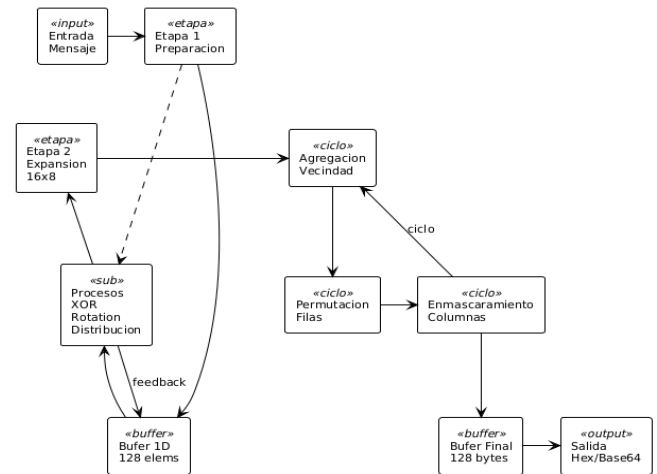 «input»
Entrada
Mensaje
«etapa»
Etapa 1
Preparacion
«etapa»
Etapa 2
Expansion
16x8
«ciclo»
Agregacion
Vecindad
ciclo
«sub»
Procesos
XOR
Rotation
Distribucion
«ciclo»
Permutacion
Filas
«ciclo»
Enmascaramiento
Columnas
feedback
«buffer»
Bufer 1D
128 elems
«buffer»
Bufer Final
128 bytes
«output»
Salida
Hex/Base64